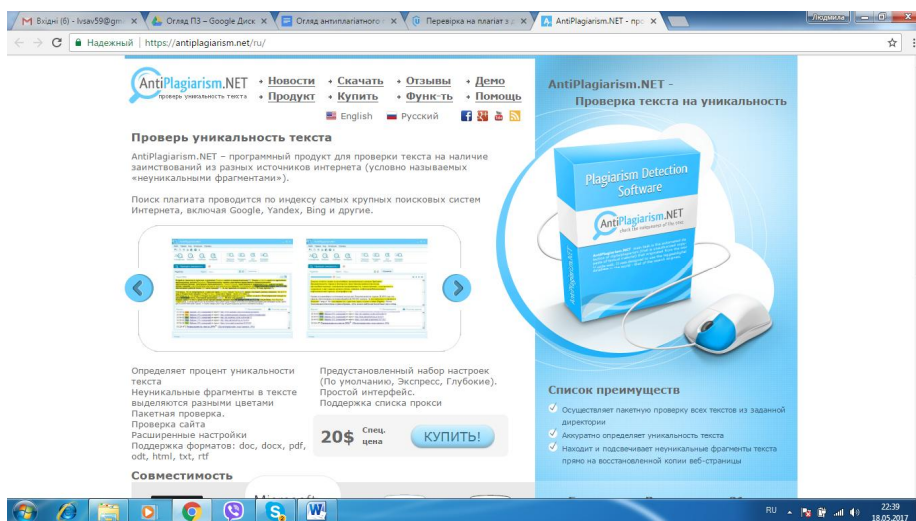 Вхідні (6) - lvsav59@gm
Огляд ПЗ – Google Диск
Огляд антиплагіатного
Перевірка на плагіат з
AntiPlagiarism.NET - про
Людмила
Надежный | https://antiplagiarism.net/ru/
AntiPlagiarism.NET
проверь уникальность текста
Новости Скачать Отзывы Демо
Продукт Купить Функ-ть Помощь
English Русский
Проверь уникальность текста
AntiPlagiarism.NET – программный продукт для проверки текста на наличие
заимствований из разных источников интернета (условно называемых
«неуникальными фрагментами»).
Поиск плагиата проводится по индексу самых крупных поисковых систем
Интернета, включая Google, Yandex, Bing и другие.
Определяет процент уникальности
текста
Неуникальные фрагменты в тексте
выделяются разными цветами
Пакетная проверка.
Проверка сайта
Расширенные настройки
Поддержка форматов: doc, docx, pdf,
odt, html, txt, rtf
Предустановленный набор настроек
(По умолчанию, Экспресс, Глубокие).
Простой интерфейс.
Поддержка списка прокси
20$ Спец.
цена
КУПИТЬ!
Совместимость
AntiPlagiarism.NET -
Проверка текста на уникальность
Plagiarism Detection
Software
AntiPlagiarism.NET
check the uniqueness of the text
AntiPlagiarism.NET
Список преимуществ
Осуществляет пакетную проверку всех текстов из заданной
директории
Аккуратно определяет уникальность текста
Находит и подсвечивает неуникальные фрагменты текста
прямо на восстановленной копии веб-страницы
RU
22:39
18.05.2017